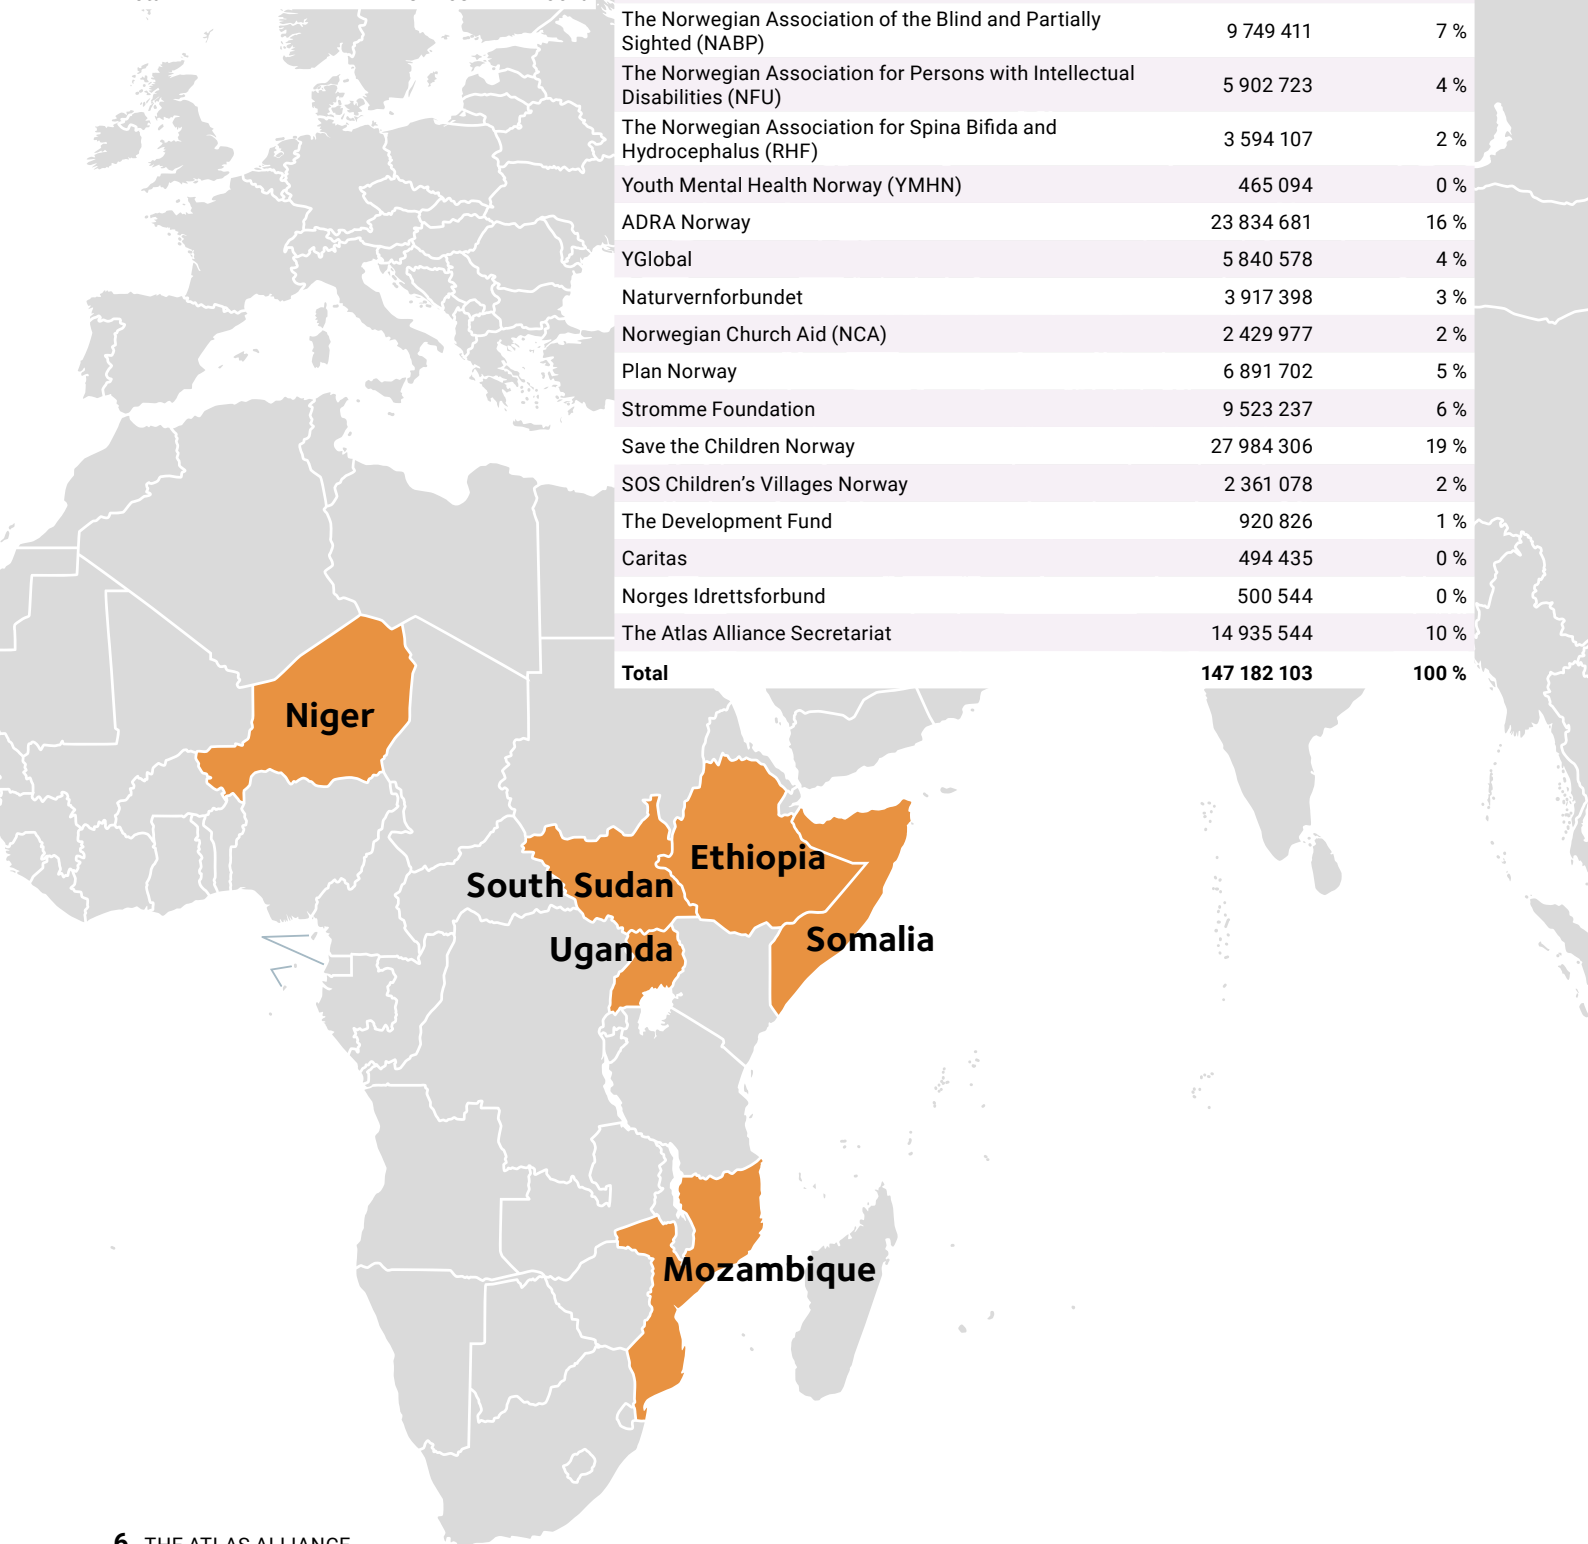 The Norwegian Association of the Blind and Partially
Sighted (NABP) 9 749 411 7 %
The Norwegian Association for Persons with Intellectual
Disabilities (NFU) 5 902 723 4 %
The Norwegian Association for Spina Bifida and
Hydrocephalus (RHF) 3 594 107 2 %
Youth Mental Health Norway (YMHN) 465 094 0 %
ADRA Norway 23 834 681 16 %
YGlobal 5 840 578 4 %
Naturvernforbundet 3 917 398 3 %
Norwegian Church Aid (NCA) 2 429 977 2 %
Plan Norway 6 891 702 5 %
Stromme Foundation 9 523 237 6 %
Save the Children Norway 27 984 306 19 %
SOS Children's Villages Norway 2 361 078 2 %
The Development Fund 920 826 1 %
Caritas 494 435 0 %
Norges Idrettsforbund 500 544 0 %
The Atlas Alliance Secretariat 14 935 544 10 %
Total 147 182 103 100 %
Niger
Ethiopia
South Sudan
Somalia
Uganda
Mozambique
6 THE ATLAS ALLIANCE